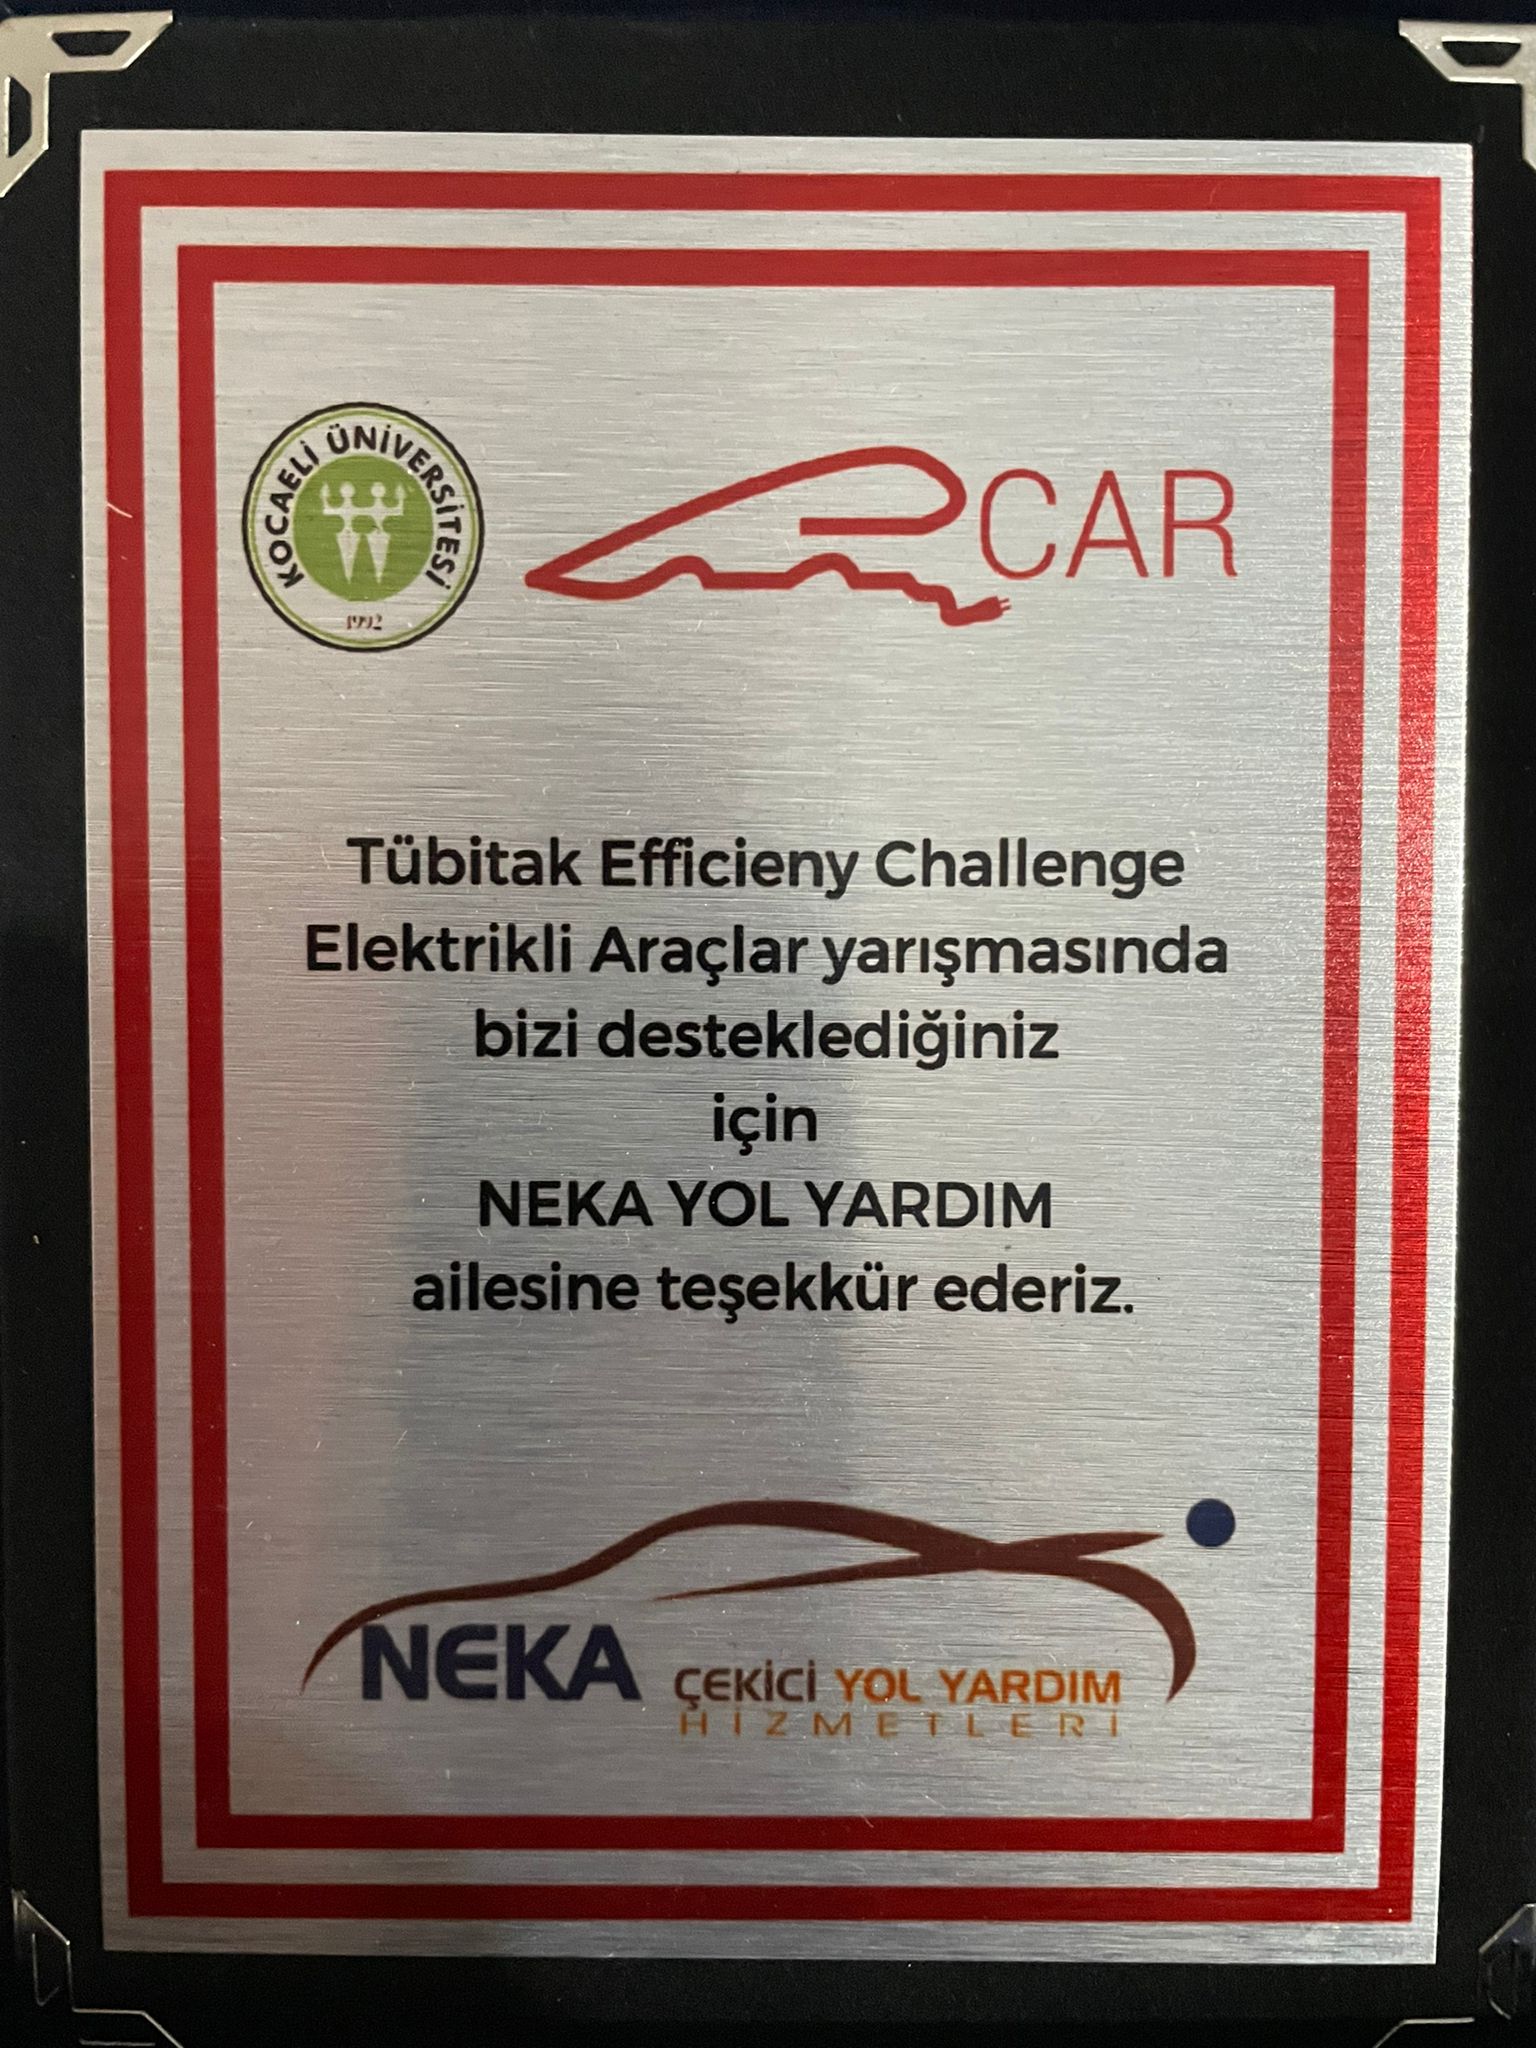 KOCAELİ ÜNİVERSİTESİ
1992
CAR
Tübitak Efficieny Challenge
Elektrikli Araçlar yarışmasında
bizi desteklediğiniz
için
NEKA YOL YARDIM
ailesine teşekkür ederiz.
NEKA ÇEKİCİ YOL YARDIM
HİZMETLERİ